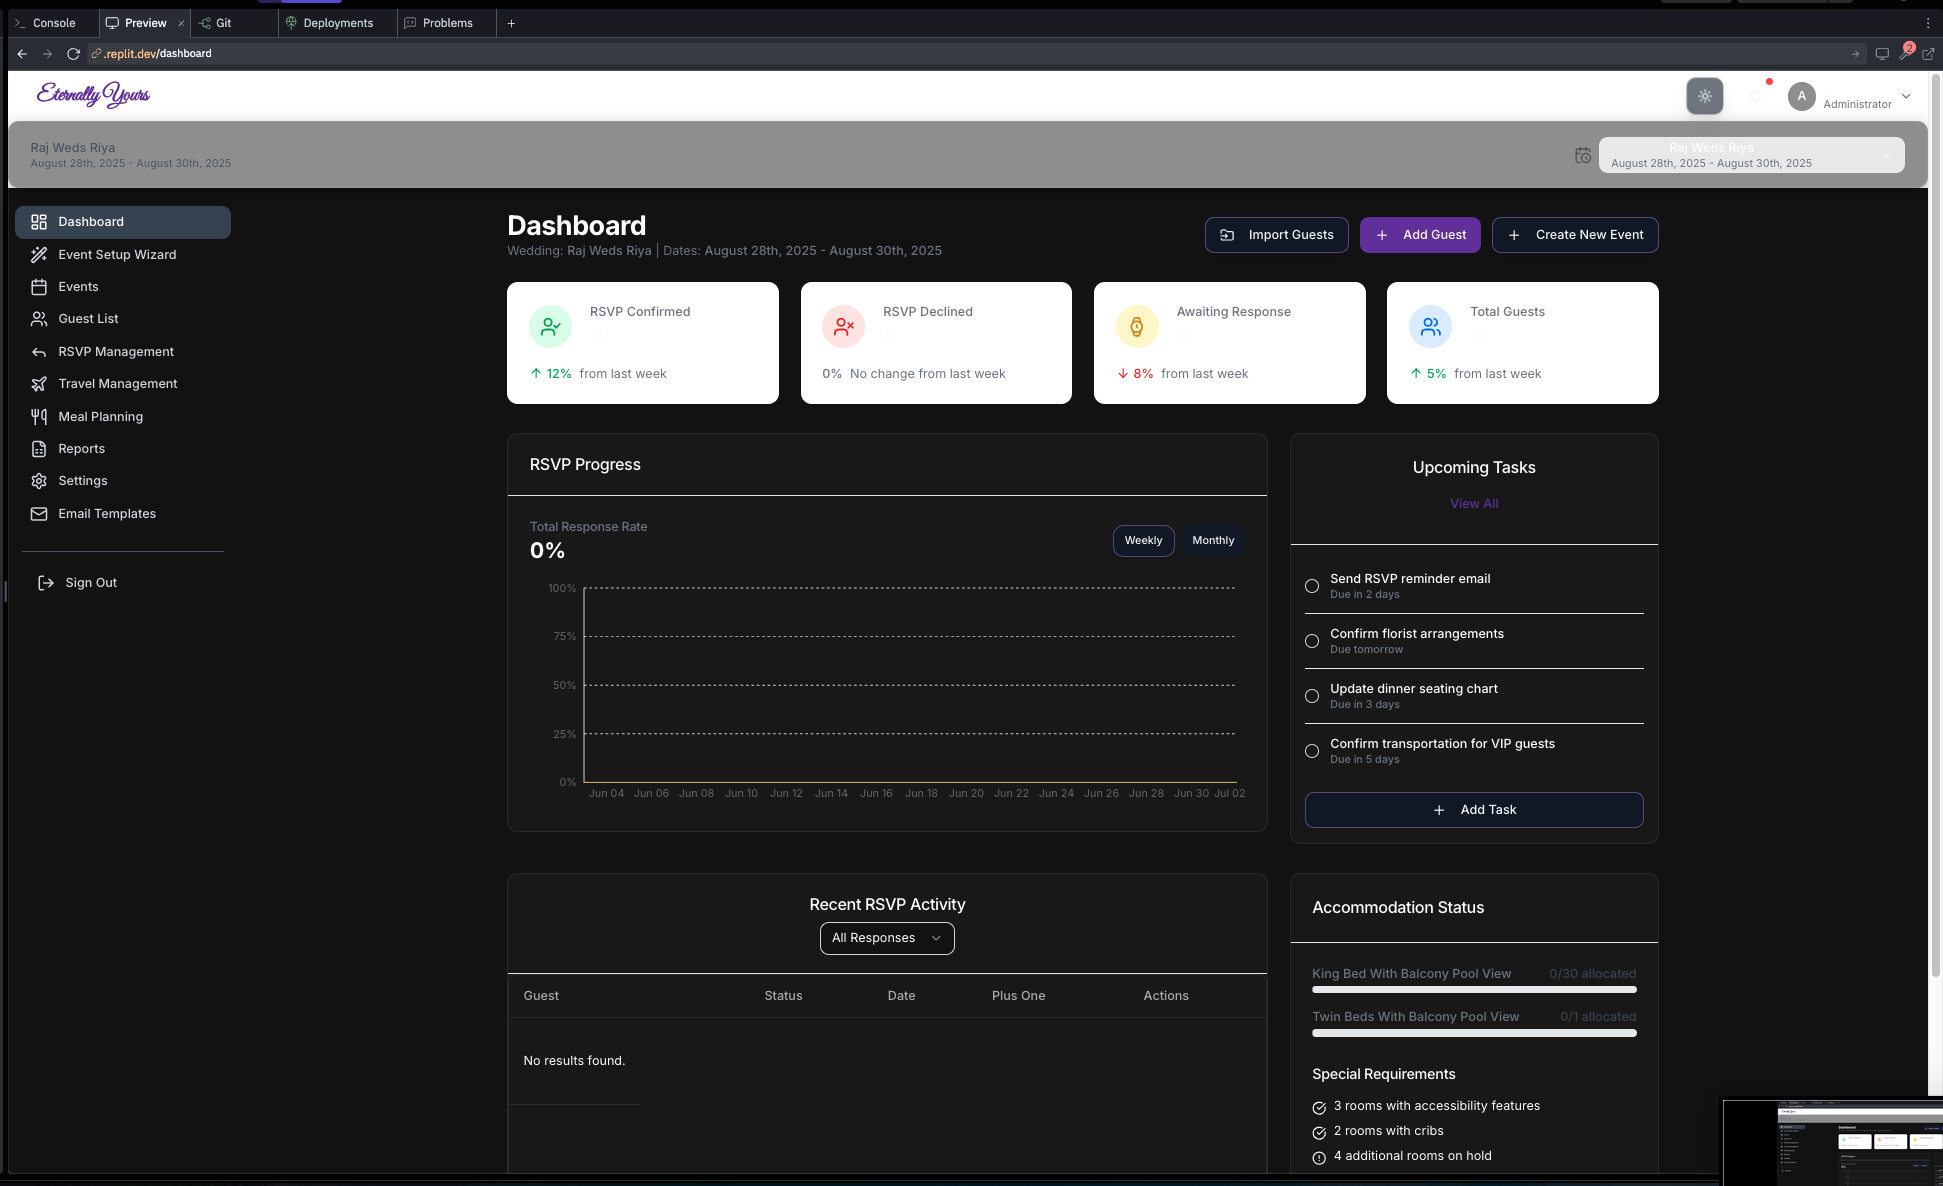 Console
Preview
Git
Deployments
Problems
.replit.dev/dashboard
2
Eternally Yours
A
Administrator
Raj Weds Riya
August 28th, 2025 - August 30th, 2025
Raj Weds Riya
August 28th, 2025 - August 30th, 2025
Dashboard
Event Setup Wizard
Events
Guest List
RSVP Management
Travel Management
Meal Planning
Reports
Settings
Email Templates
Sign Out
Dashboard
Wedding: Raj Weds Riya | Dates: August 28th, 2025 - August 30th, 2025
Import Guests
Add Guest
Create New Event
RSVP Confirmed
12% from last week
RSVP Declined
0% No change from last week
Awaiting Response
8% from last week
Total Guests
5% from last week
RSVP Progress
Total Response Rate
0%
Weekly
Monthly
100%
75%
50%
25%
0%
Jun 04 Jun 06 Jun 08 Jun 10 Jun 12 Jun 14 Jun 16 Jun 18 Jun 20 Jun 22 Jun 24 Jun 26 Jun 28 Jun 30 Jul 02
Upcoming Tasks
View All
Send RSVP reminder email
Due in 2 days
Confirm florist arrangements
Due tomorrow
Update dinner seating chart
Due in 3 days
Confirm transportation for VIP guests
Due in 5 days
Add Task
Recent RSVP Activity
All Responses
Guest Status Date Plus One Actions
No results found.
Accommodation Status
King Bed With Balcony Pool View 0/30 allocated
Twin Beds With Balcony Pool View 0/1 allocated
Special Requirements
3 rooms with accessibility features
2 rooms with cribs
4 additional rooms on hold